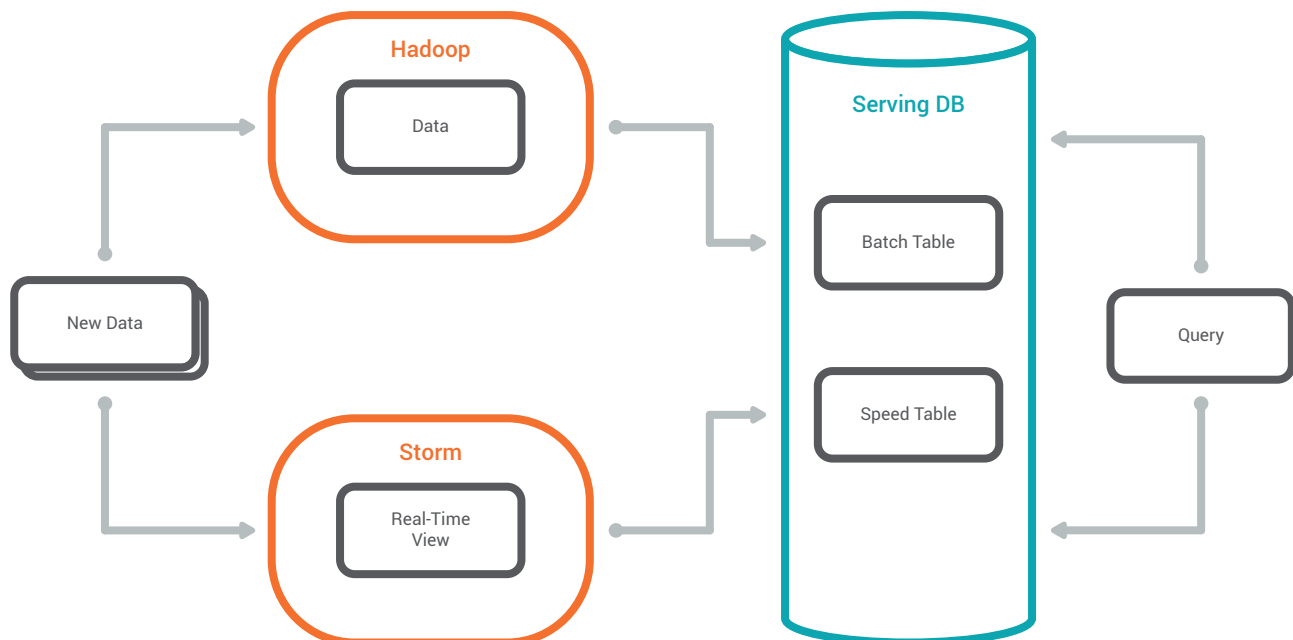 Hadoop
Data
Serving DB
Batch Table
New Data
Query
Speed Table
Storm
Real-Time
View